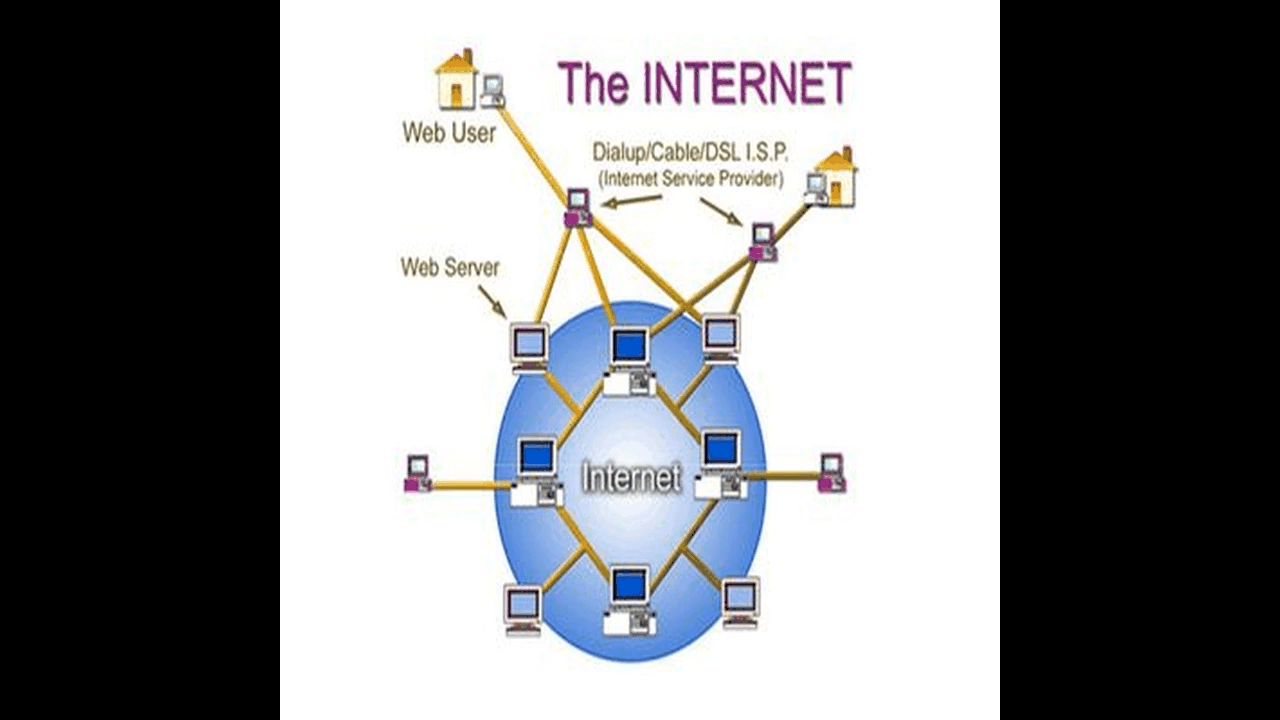 The INTERNET
Web User
Dialup/Cable/DSL I.S.P.
(Internet Service Provider)
Web Server
Internet